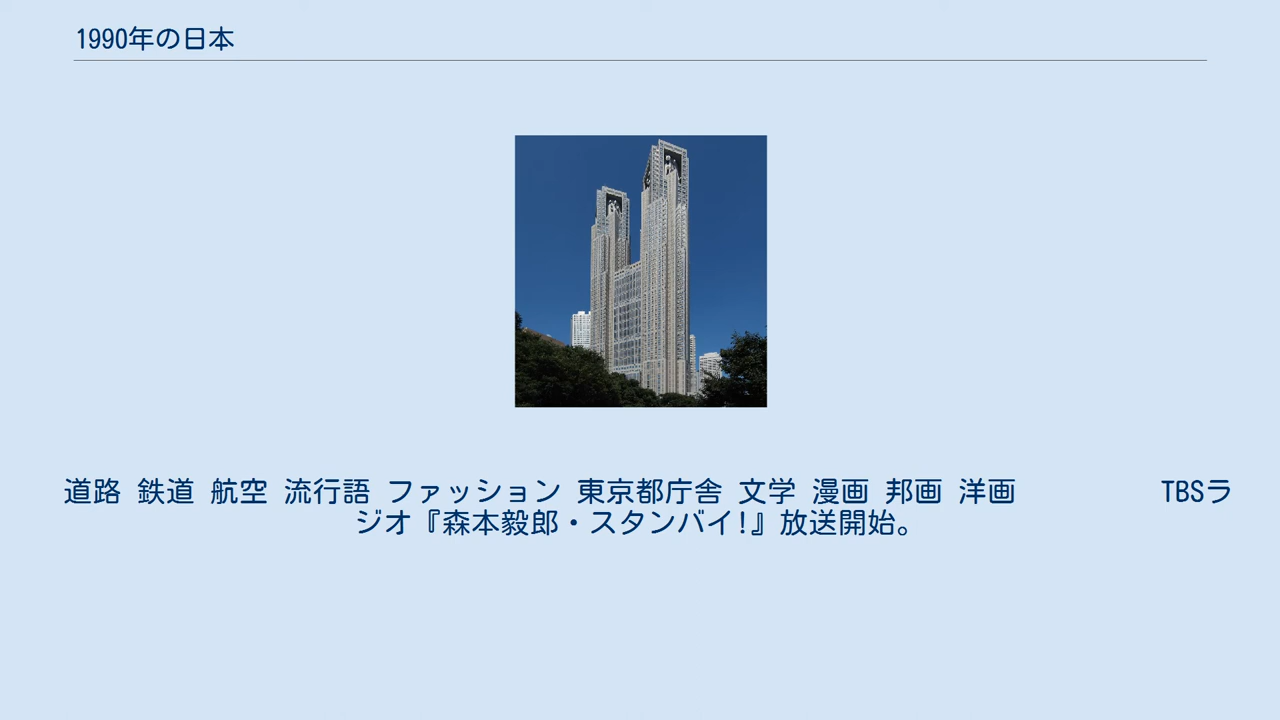 1990年の日本
道路 鉄道 航空 流行語 ファッション 東京都庁舎 文学 漫画 邦画 洋画 TBSラ
ジオ『森本毅郎・スタンバイ!』放送開始。